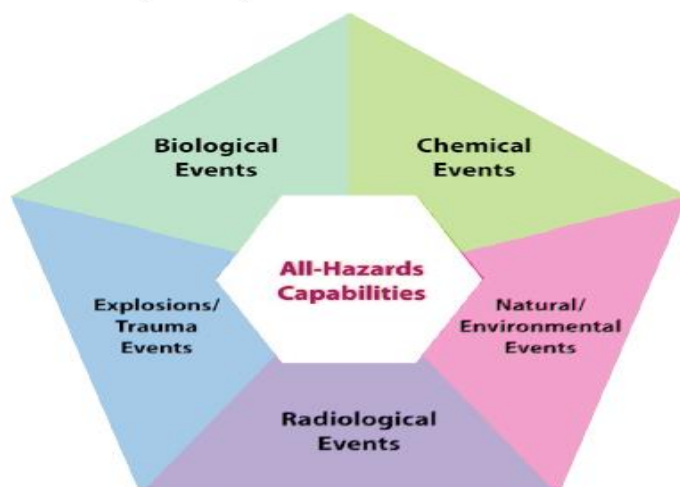 Biological
Events
Chemical
Events
All-Hazards
Capabilities
Explosions/
Trauma
Events
Natural/
Environmental
Events
Radiological
Events